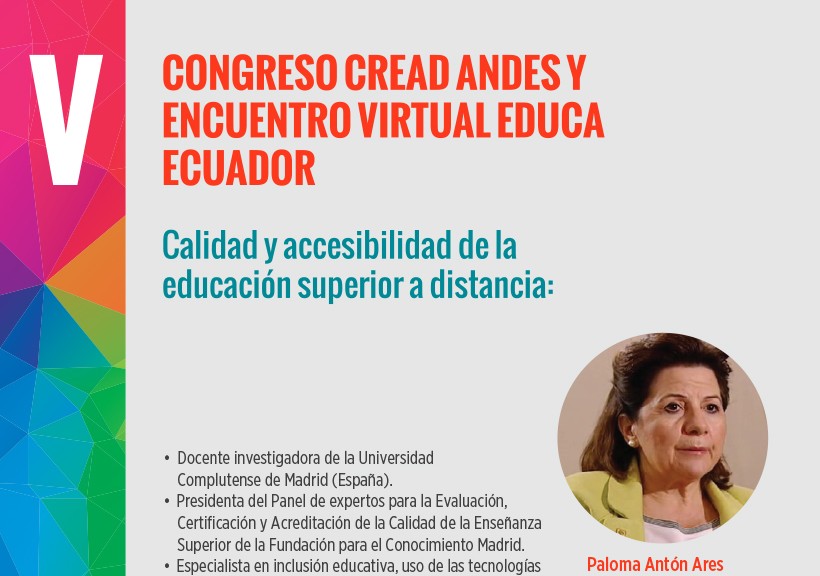 V
CONGRESO CREAD ANDES Y
ENCUENTRO VIRTUAL EDUCA
ECUADOR
Calidad y accesibilidad de la
educación superior a distancia:
• Docente investigadora de la Universidad
Complutense de Madrid (España).
• Presidenta del Panel de expertos para la Evaluación,
Certificación y Acreditación de la Calidad de la Enseñanza
Superior de la Fundación para el Conocimiento Madrid.
• Especialista en inclusión educativa, uso de las tecnologías
Paloma Antón Ares